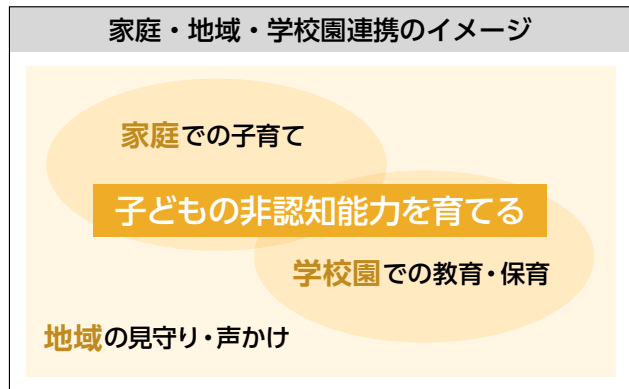 家庭・地域・学校園連携のイメージ
家庭での子育て
子どもの非認知能力を育てる
学校園での教育・保育
地域の見守り・声かけ